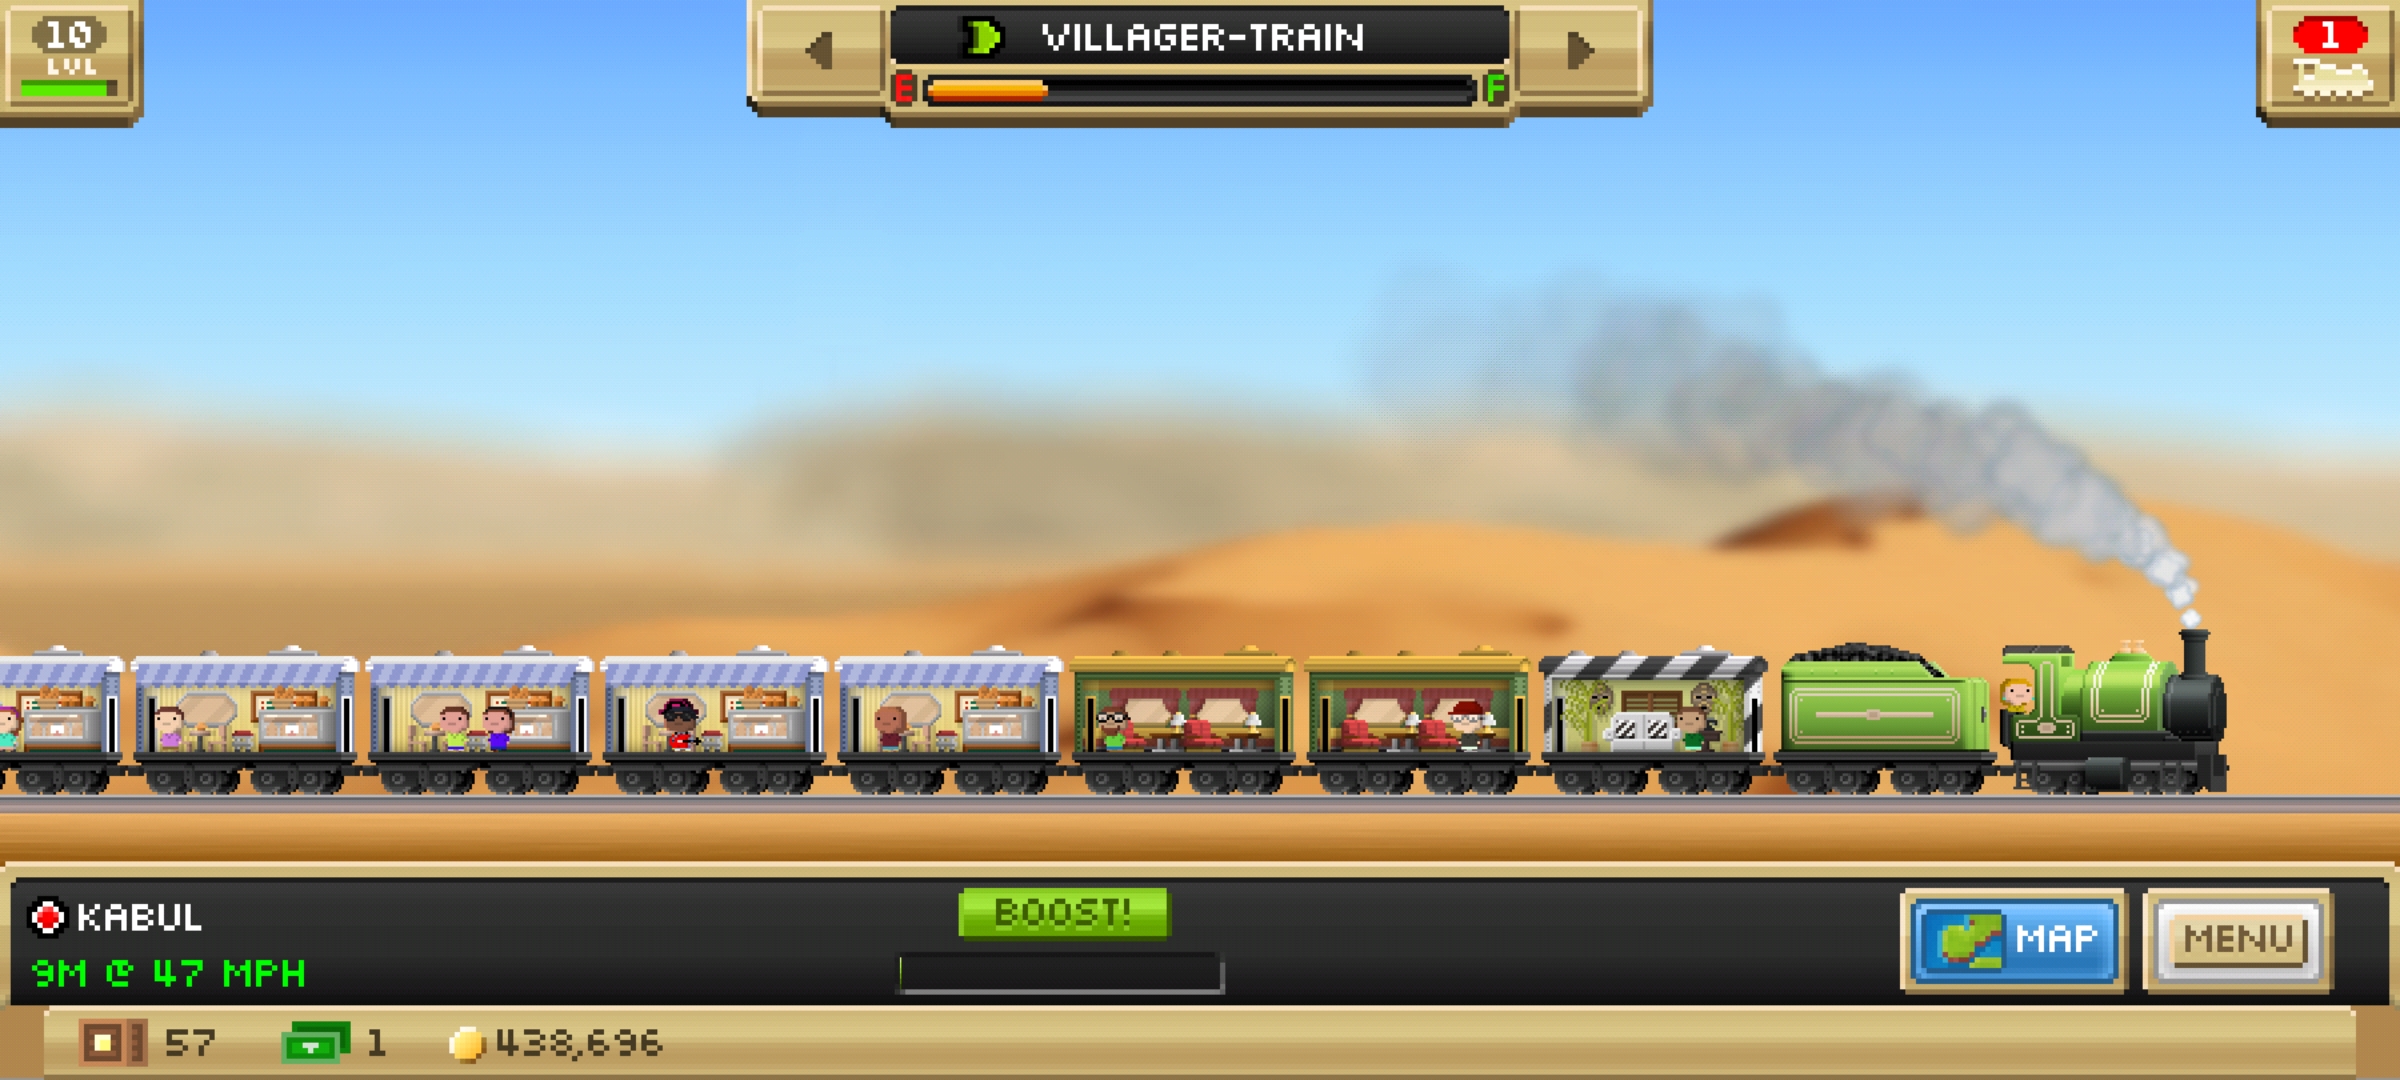 10
LVL
VILLAGER-TRAIN
E F
1
KABUL
9M @ 47 MPH
BOOST!
MAP
MENU
57
1
438,696